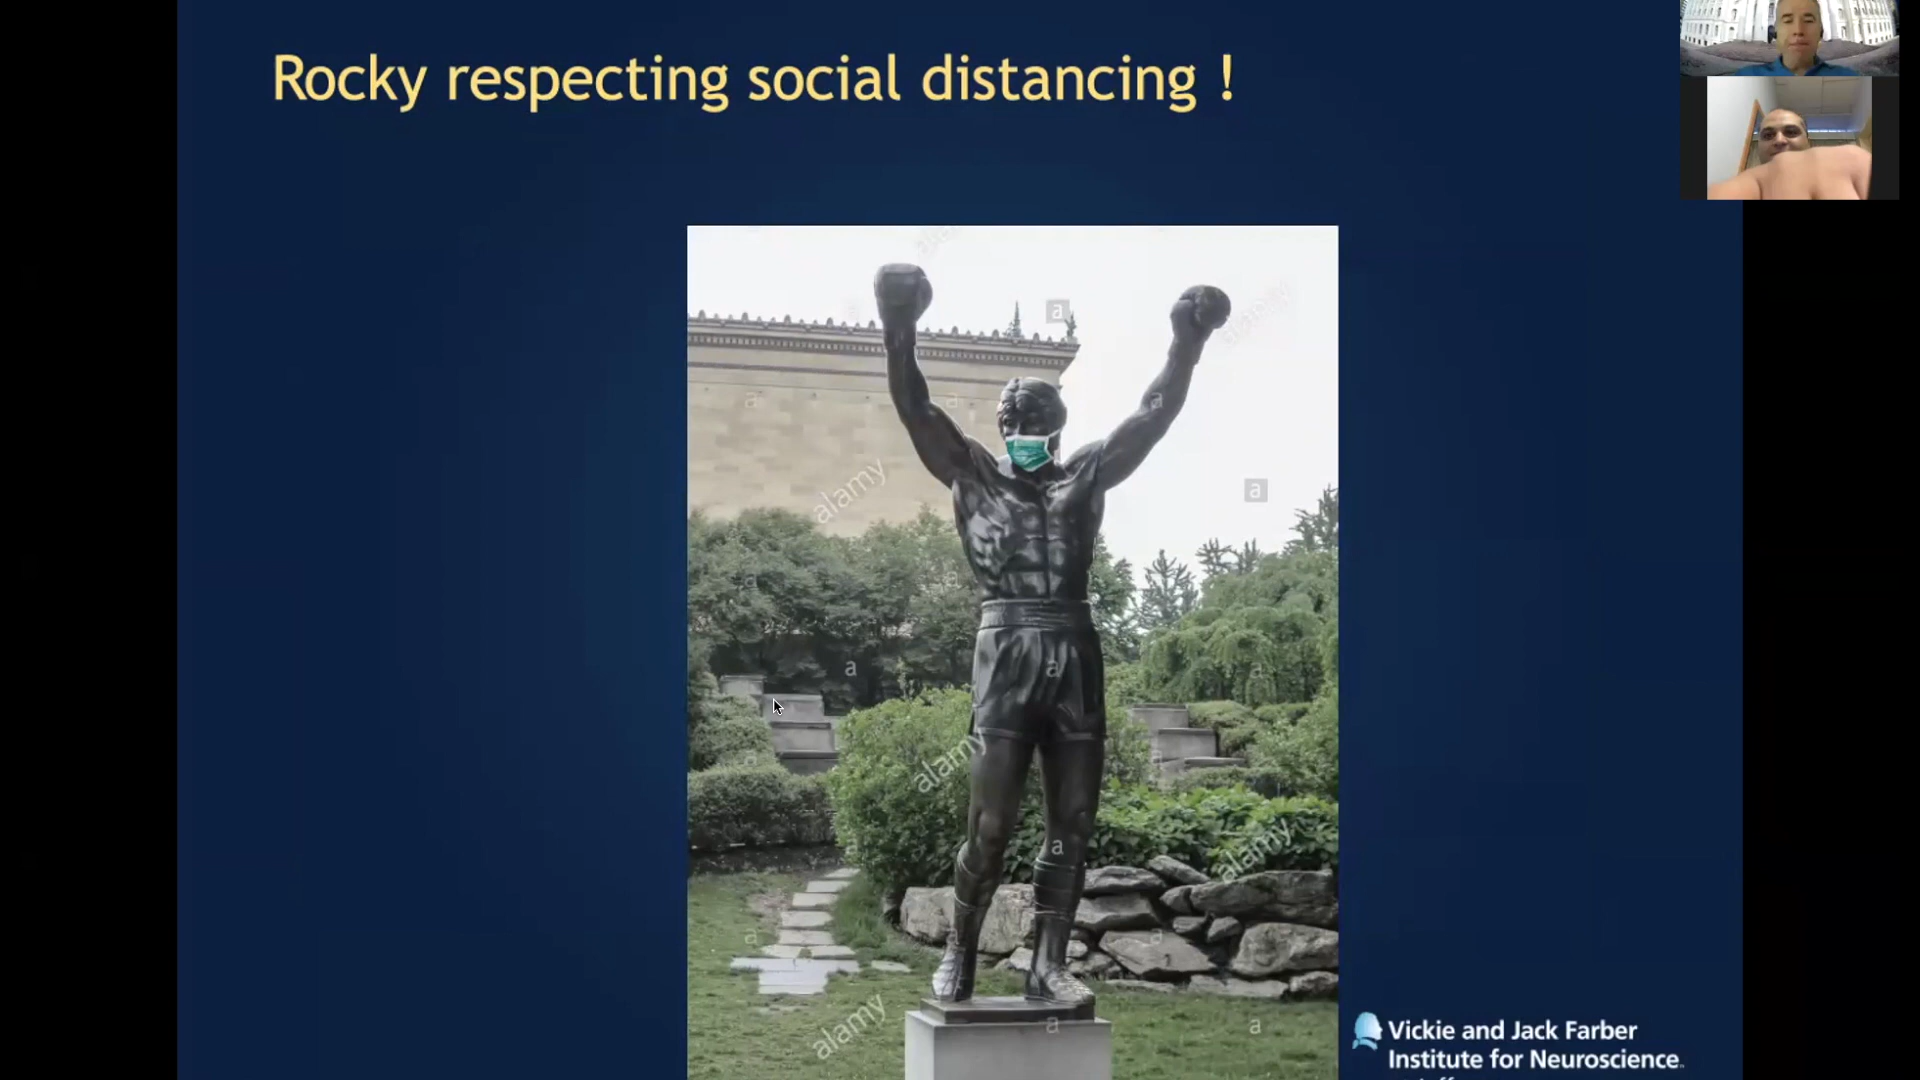 Rocky respecting social distancing !
alamy
a
a
a
a
a
a
alamy
a
a
a
a
a
a
alamy
a
alamy
a
a
alamy
a
a
Vickie and Jack Farber
Institute for Neuroscience